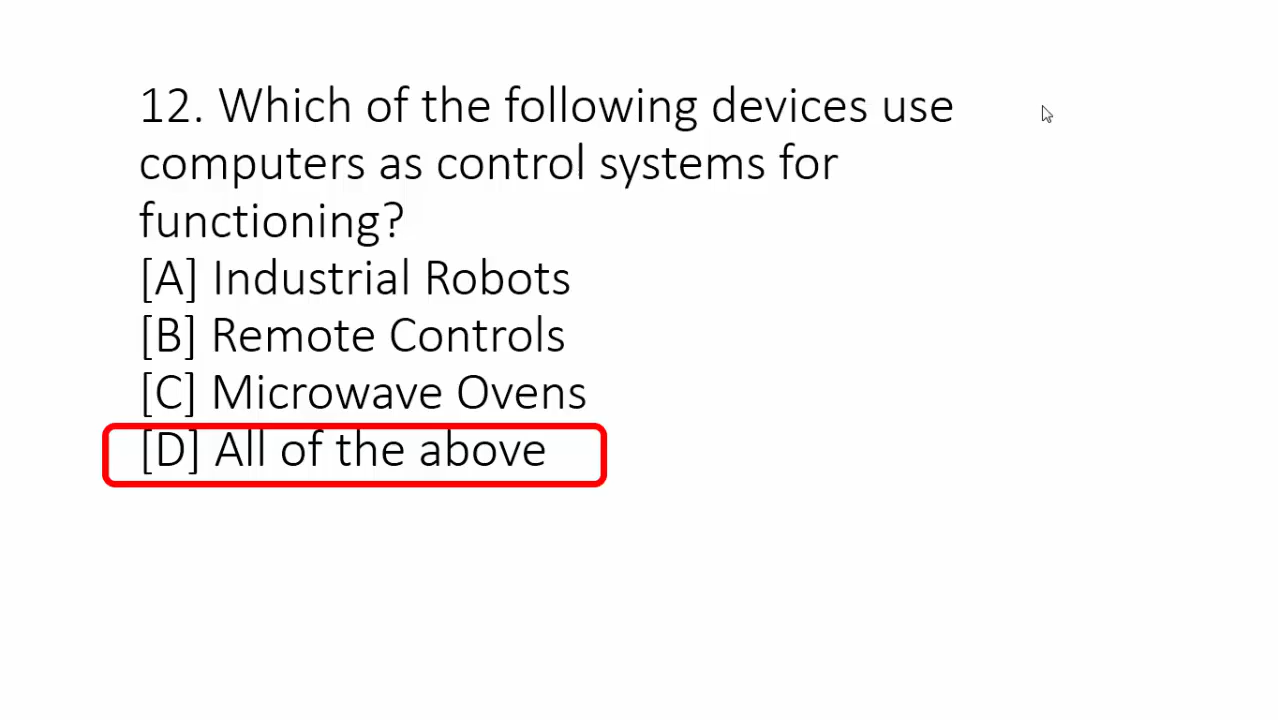 12. Which of the following devices use
computers as control systems for
functioning?
[A] Industrial Robots
[B] Remote Controls
[C] Microwave Ovens
[D] All of the above